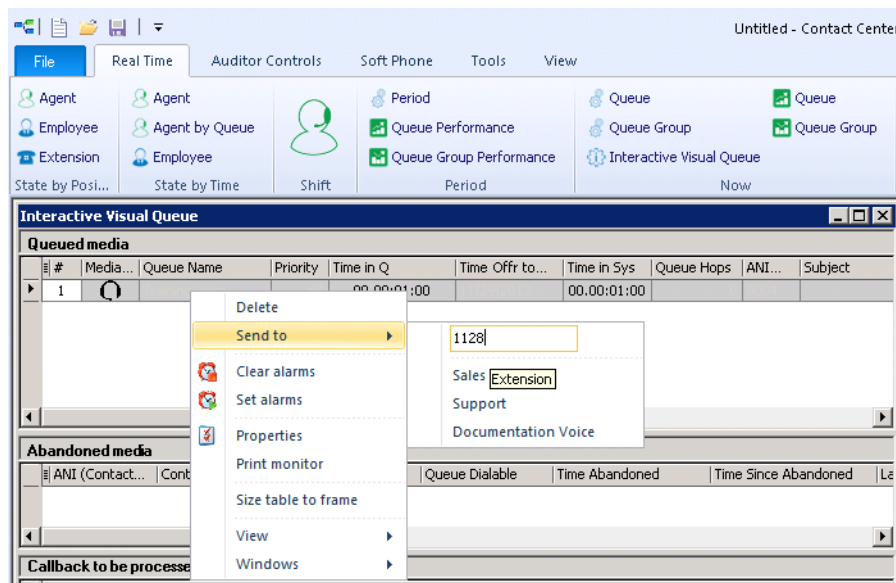 Untitled - Contact Center
File Real Time Auditor Controls Soft Phone Tools View
Agent Agent Period Queue Queue
Employee Agent by Queue Queue Performance Queue Group Queue Group
Extension Employee Queue Group Performance Interactive Visual Queue
State by Posi... State by Time Shift Period Now
Interactive Visual Queue
Queued media
# Media... Queue Name Priority Time in Q Time Offr to... Time in Sys Queue Hops ANI... Subject
1 00.00:01:00 00.00:01:00
Delete
Send to
1128
Clear alarms
Sales Extension
Set alarms
Support
Properties
Documentation Voice
Abandoned media
Print monitor
ANI (Contact... Cont Queue Dialable Time Abandoned Time Since Abandoned La
Size table to frame
View
Callback to be processe
Windows